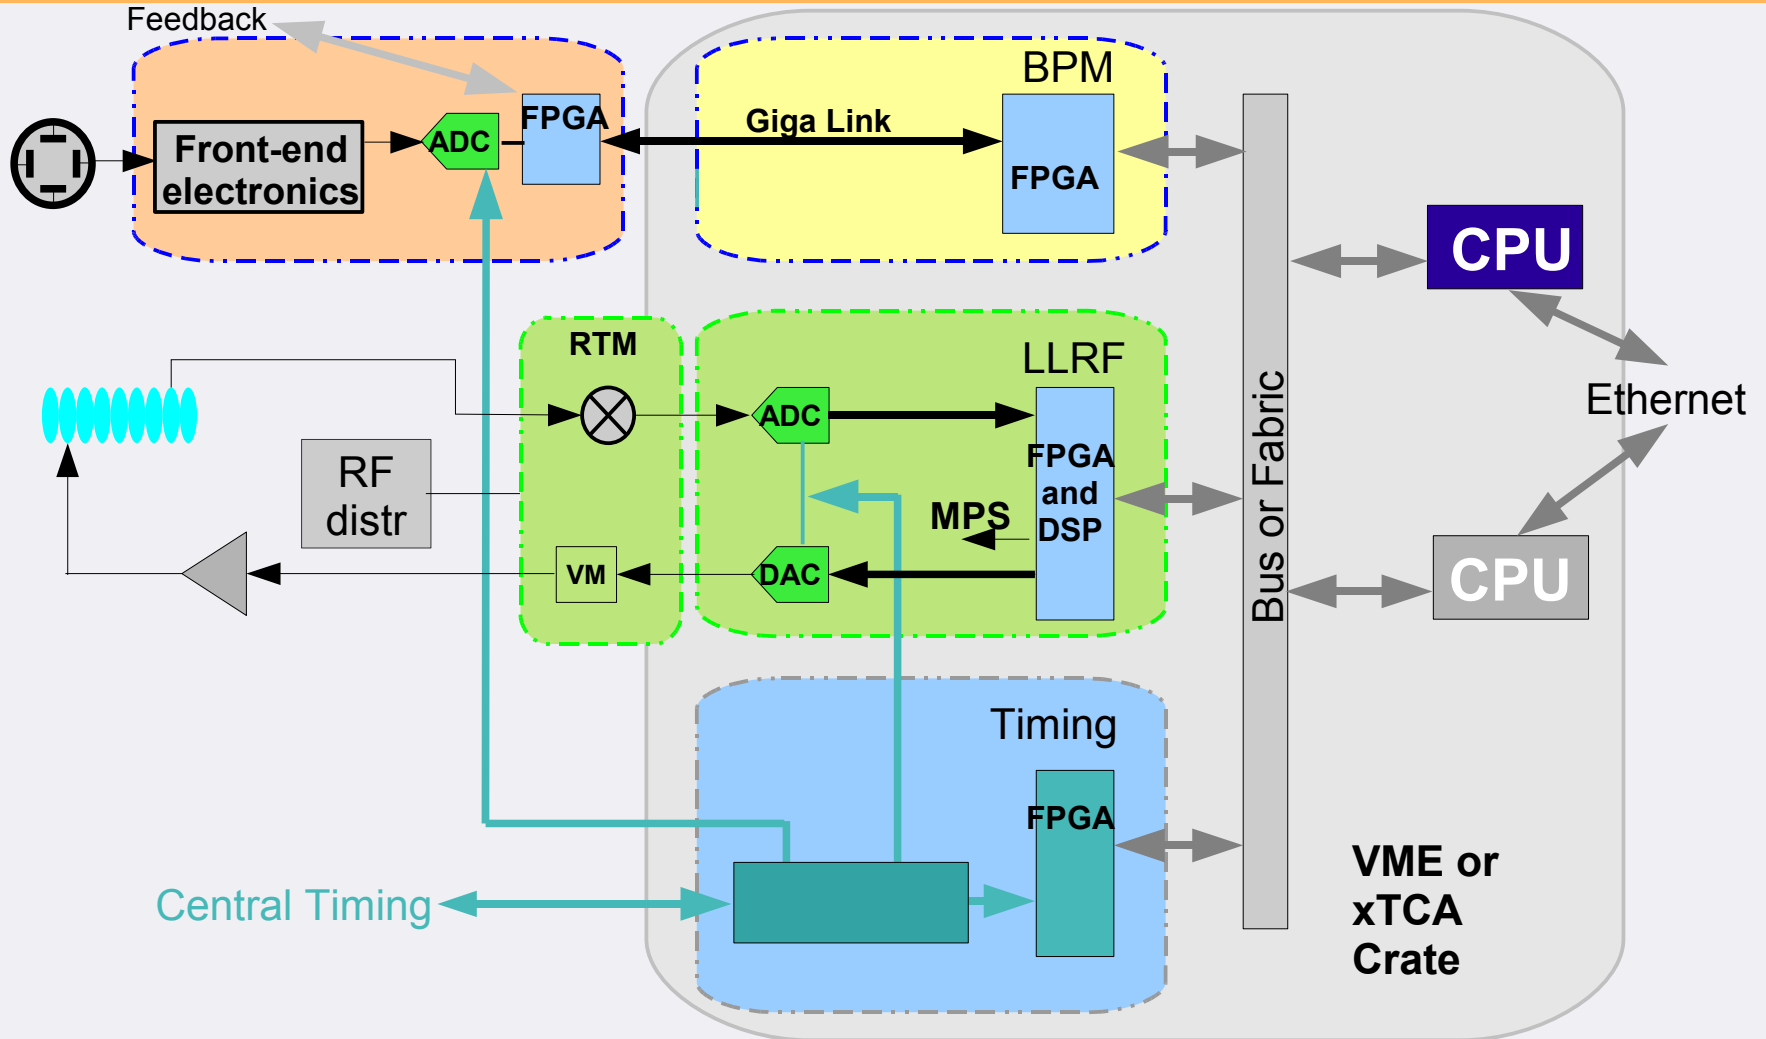 Feedback
Front-end
electronics
ADC
FPGA
Giga Link
BPM
FPGA
CPU
RTM
LLRF
ADC
FPGA
and
DSP
MPS
RF
distr
VM
DAC
Bus or Fabric
Ethernet
CPU
Timing
FPGA
Central Timing
VME or
xTCA
Crate